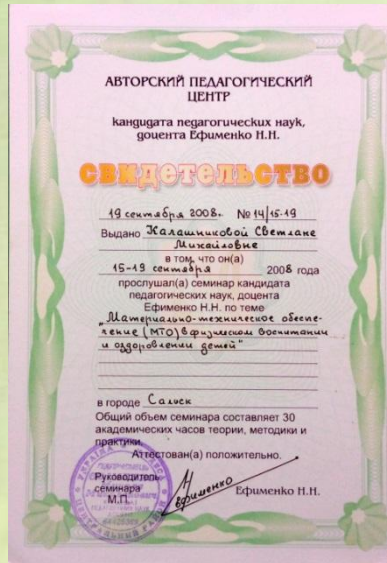 АВТОРСКИЙ ПЕДАГОГИЧЕСКИЙ
ЦЕНТР
кандидата педагогических наук,
доцента Ефименко Н.Н.
СВИДЕТЕЛЬСТВО
19 сентября 2008г. № 14/15-19
Выдано Калашниковой Светлане
Михайловне
в том, что он(а)
15-19 сентября 2008 года
прослушал(а) семинар кандидата
педагогических наук, доцента
Ефименко Н.Н. по теме
„Материально-техническое обеспе-
чение (МТО) в физическом воспитании
и оздоровлении детей"
в городе Сальск
Общий объем семинара составляет 30
академических часов теории, методики и
практики.
Аттестован(а) положительно.
Руководитель
семинара
М.П.
Ефименко
Ефименко Н.Н.
УКРАЇНА